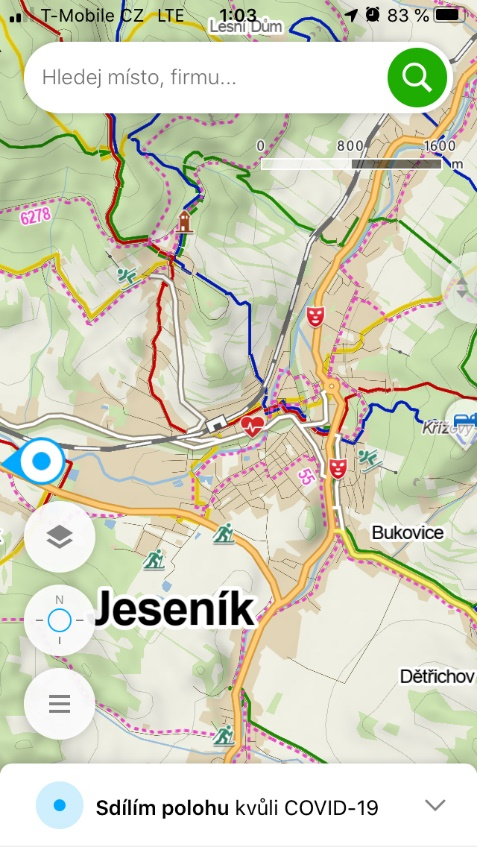 T-Mobile CZ LTE 1:03 83 %
Lesní Dům
Hledej místo, firmu...
0 800 1600
m
6278
Křížový
55
Bukovice
Jeseník
N
Dětřichov
Sdílím polohu kvůli COVID-19